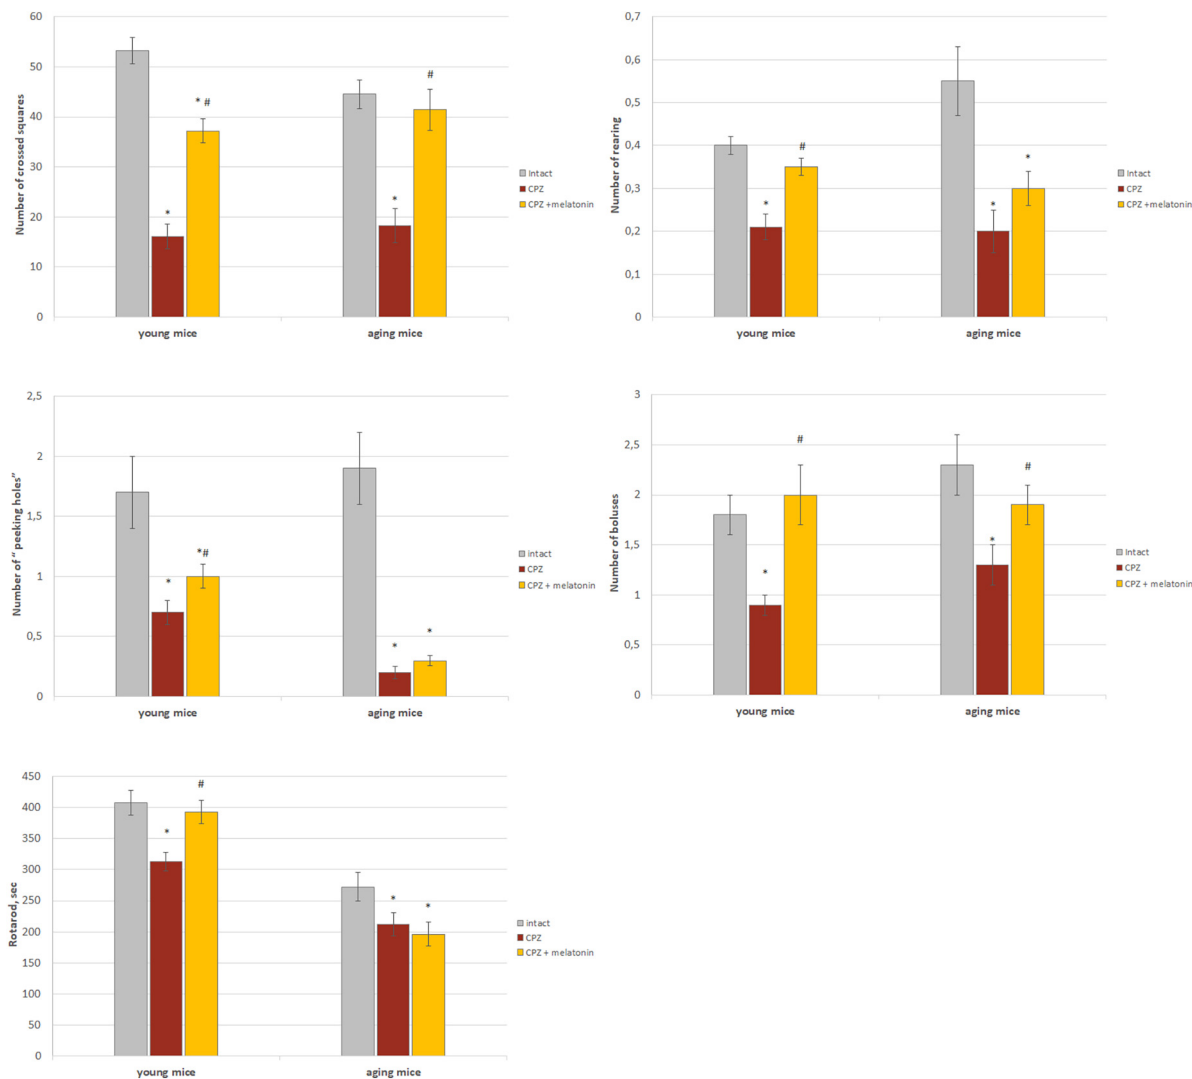 60
50
40
30
20
10
0
Number of crossed squares
*
* #
*
#
young mice
aging mice
Intact
CPZ
CPZ +melatonin
0,7
0,6
0,5
0,4
0,3
0,2
0,1
0
Number of rearing
*
#
*
*
young mice
aging mice
Intact
CPZ
CPZ +melatonin
2,5
2
1,5
1
0,5
0
Number of “ peeking holes”
*
*#
*
*
young mice
aging mice
intact
CPZ
CPZ + melatonin
3
2,5
2
1,5
1
0,5
0
Number of boluses
*
#
*
#
young mice
aging mice
Intact
CPZ
CPZ + melatonin
450
400
350
300
250
200
150
100
50
0
Rotarod, sec
*
#
*
*
young mice
aging mice
intact
CPZ
CPZ + melatonin